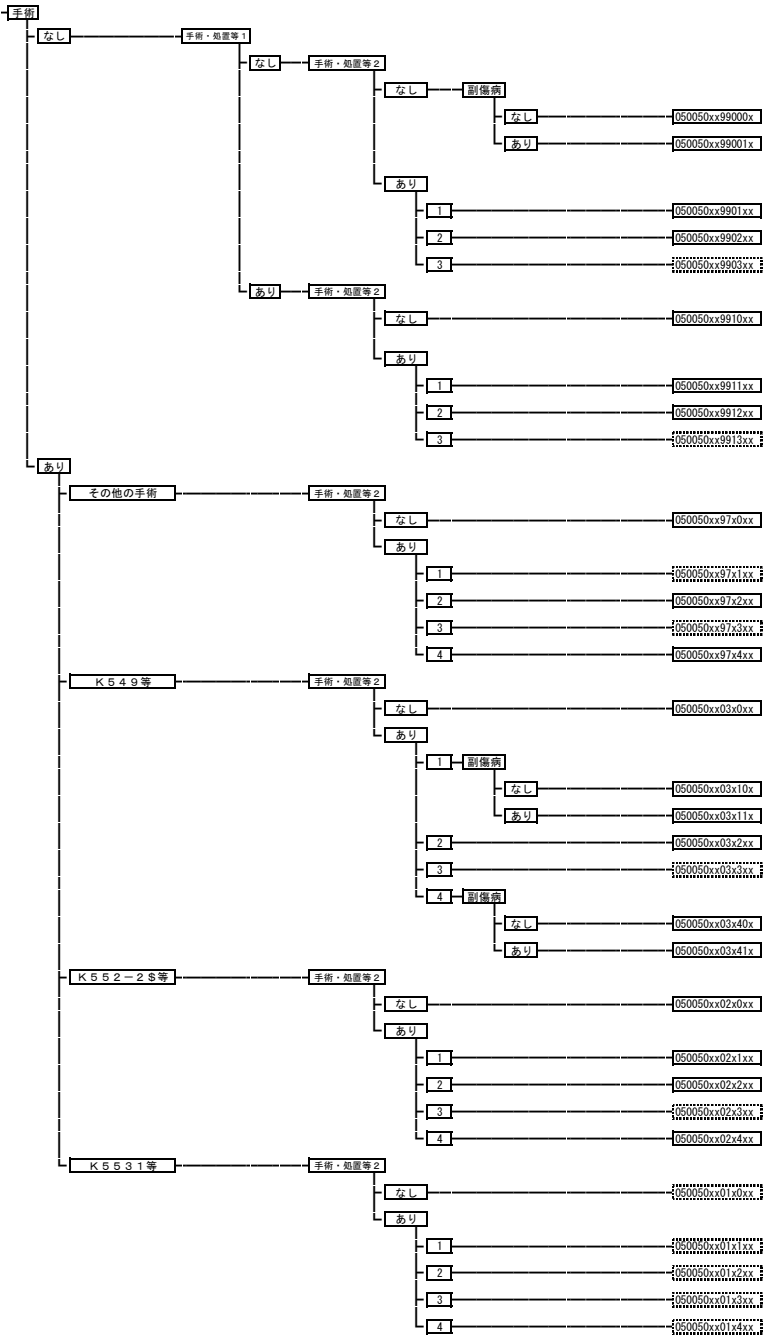 手術
なし 手術・処置等1
なし 手術・処置等2
なし 副傷病
なし 050050xx99000x
あり 050050xx99001x
あり
1 050050xx9901xx
2 050050xx9902xx
3 050050xx9903xx
あり 手術・処置等2
なし 050050xx9910xx
あり
1 050050xx9911xx
2 050050xx9912xx
3 050050xx9913xx
あり
その他の手術 手術・処置等2
なし 050050xx97x0xx
あり
1 050050xx97x1xx
2 050050xx97x2xx
3 050050xx97x3xx
4 050050xx97x4xx
K549等 手術・処置等2
なし 050050xx03x0xx
あり
1 副傷病
なし 050050xx03x10x
あり 050050xx03x11x
2 050050xx03x2xx
3 050050xx03x3xx
4 副傷病
なし 050050xx03x40x
あり 050050xx03x41x
K552-2$等 手術・処置等2
なし 050050xx02x0xx
あり
1 050050xx02x1xx
2 050050xx02x2xx
3 050050xx02x3xx
4 050050xx02x4xx
K5531等 手術・処置等2
なし 050050xx01x0xx
あり
1 050050xx01x1xx
2 050050xx01x2xx
3 050050xx01x3xx
4 050050xx01x4xx